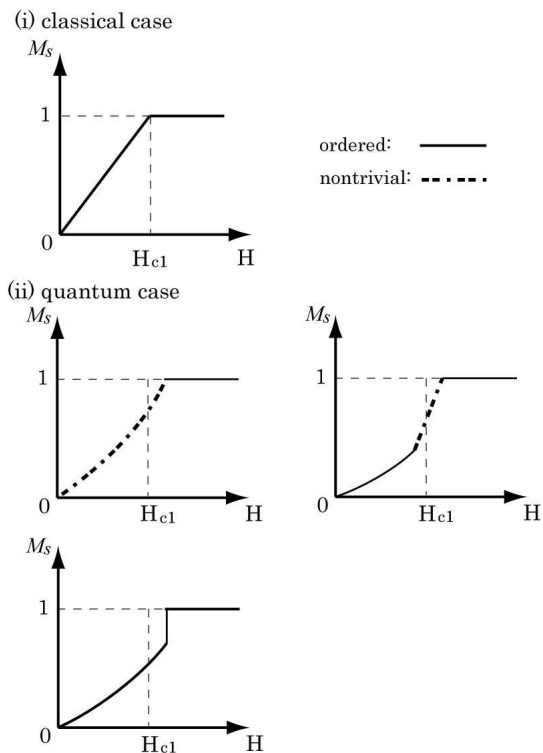 (i) classical case
Ms
1
0
Hc1
H
ordered:
nontrivial:
(ii) quantum case
Ms
1
0
Hc1
H
Ms
1
0
Hc1
H
Ms
1
0
Hc1
H